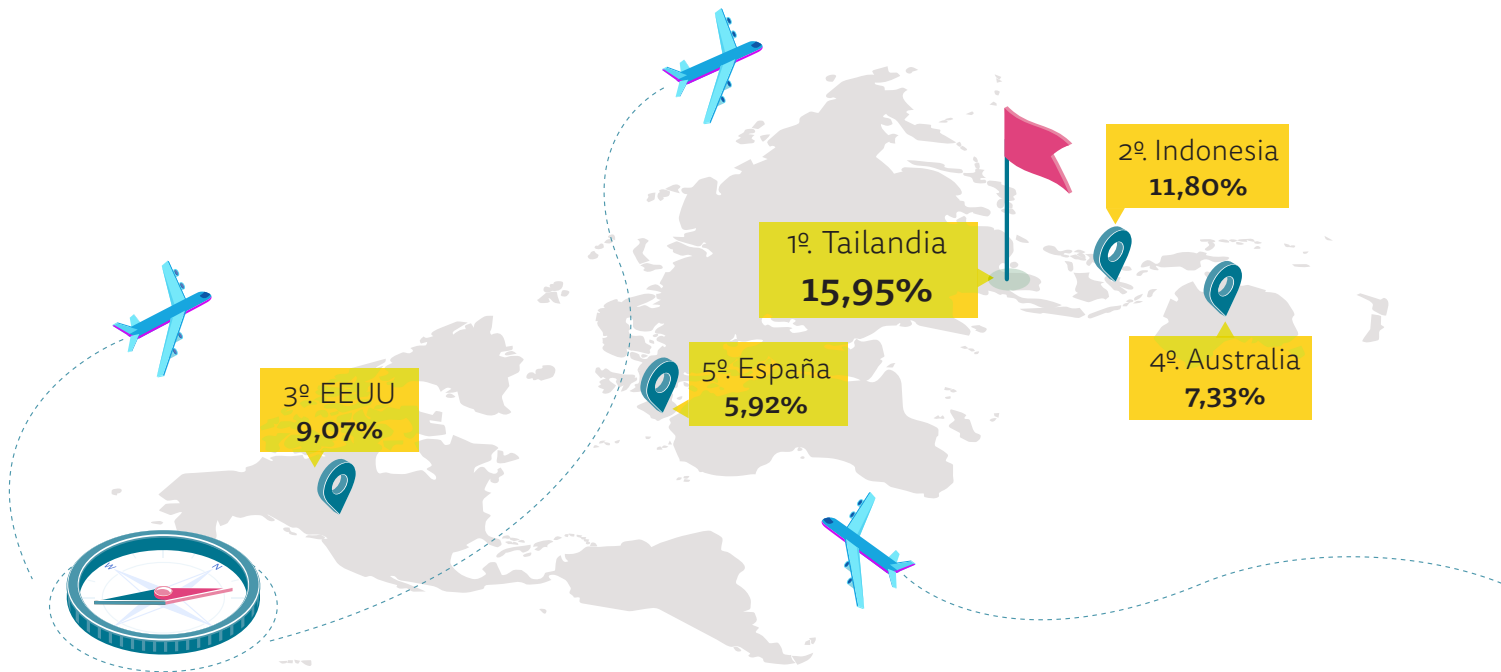 2º. Indonesia
11,80%
1º. Tailandia
15,95%
5º. España
5,92%
4º. Australia
7,33%
3º. EEUU
9,07%
W
N